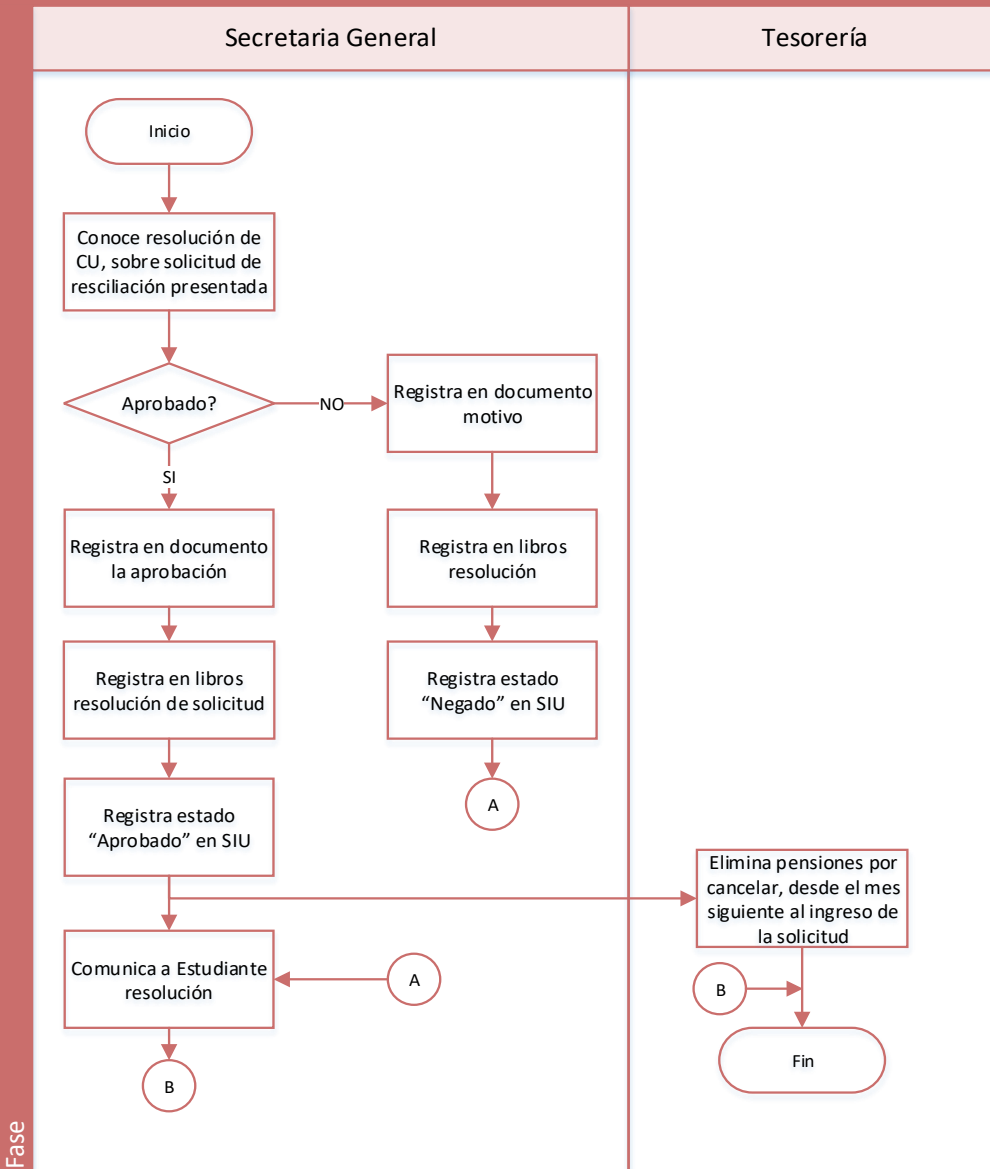 Secretaria General
Tesorería
Inicio
Conoce resolución de
CU, sobre solicitud de
resciliación presentada
Aprobado?
NO
Registra en documento
motivo
SI
Registra en documento
la aprobación
Registra en libros
resolución
Registra en libros
resolución de solicitud
Registra estado
“Negado” en SIU
A
Registra estado
“Aprobado” en SIU
Elimina pensiones por
cancelar, desde el mes
siguiente al ingreso de
la solicitud
Comunica a Estudiante
resolución
A
B
B
Fin
Fase